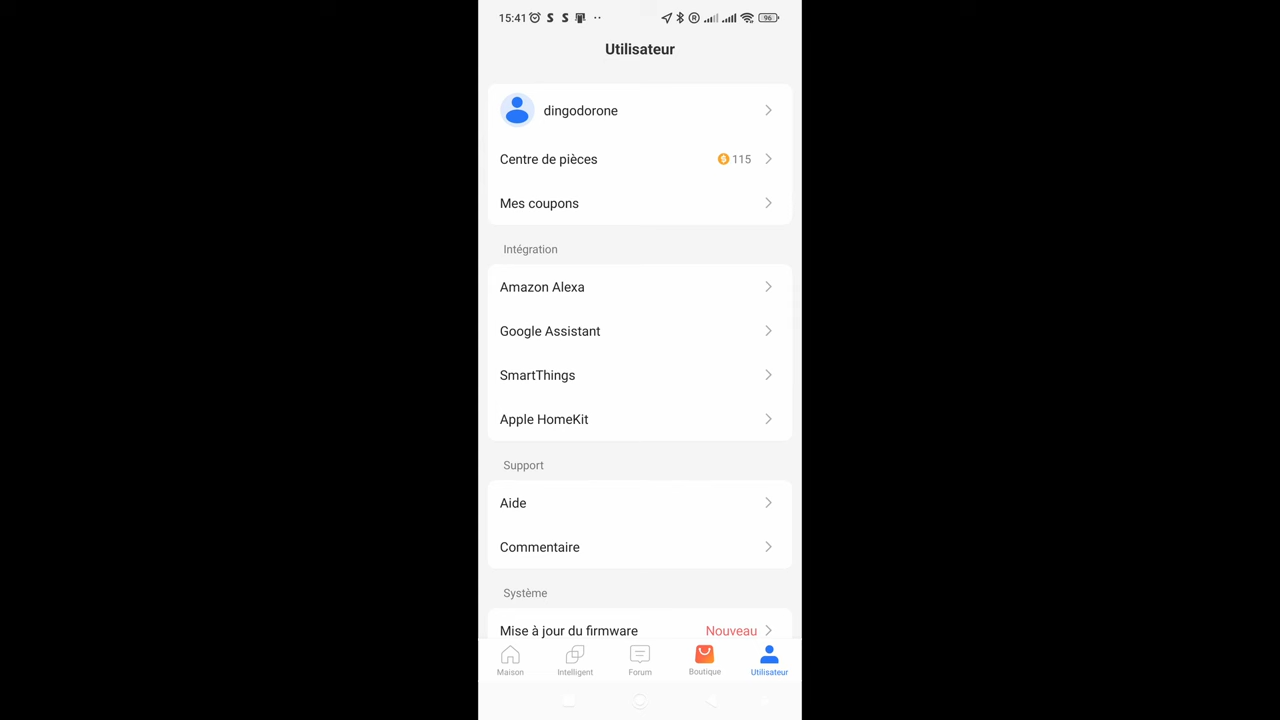 15:41 96
Utilisateur
dingodorone
Centre de pièces 115
Mes coupons
Intégration
Amazon Alexa
Google Assistant
SmartThings
Apple HomeKit
Support
Aide
Commentaire
Système
Mise à jour du firmware Nouveau
Maison Intelligent Forum Boutique Utilisateur